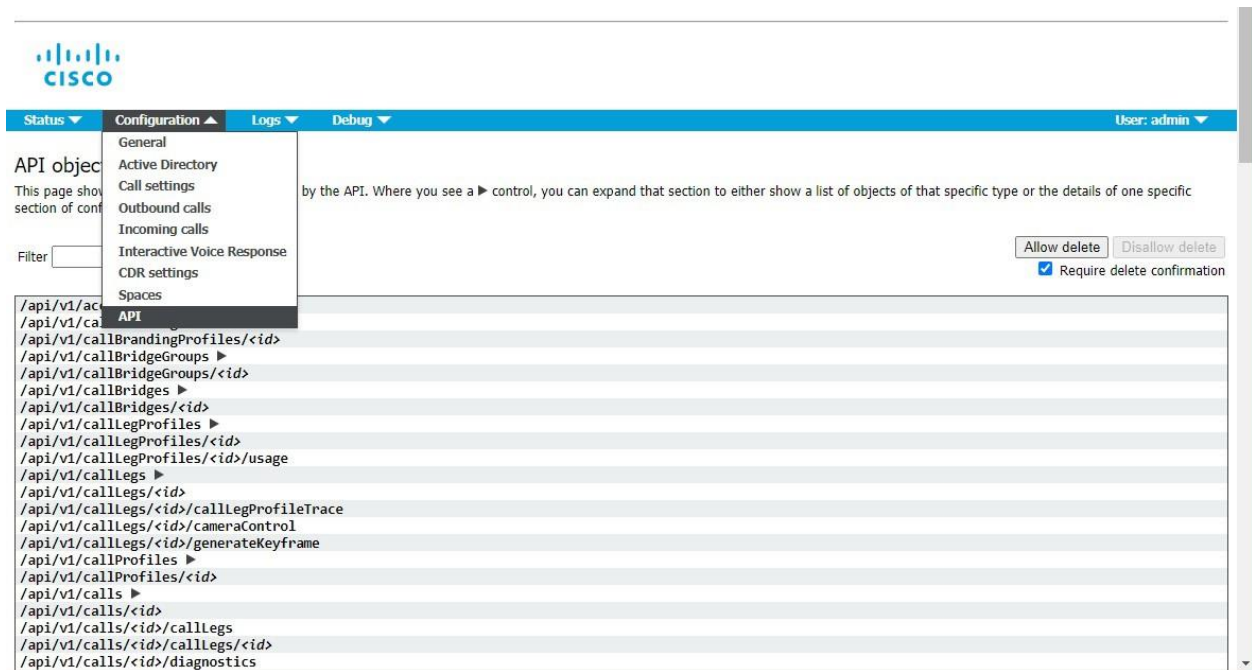 CISCO
Status Configuration Logs Debug User: admin
General
Active Directory
Call settings
Outbound calls
Incoming calls
Interactive Voice Response
CDR settings
Spaces
API
API objec
This page show by the API. Where you see a ► control, you can expand that section to either show a list of objects of that specific type or the details of one specific
section of conf
Filter
Allow delete Disallow delete
Require delete confirmation
/api/v1/ac
/api/v1/ca
/api/v1/callBrandingProfiles/<id>
/api/v1/callBridgeGroups ►
/api/v1/callBridgeGroups/<id>
/api/v1/callBridges ►
/api/v1/callBridges/<id>
/api/v1/callLegProfiles ►
/api/v1/callLegProfiles/<id>
/api/v1/callLegProfiles/<id>/usage
/api/v1/callLegs ►
/api/v1/callLegs/<id>
/api/v1/callLegs/<id>/callLegProfileTrace
/api/v1/callLegs/<id>/cameraControl
/api/v1/callLegs/<id>/generateKeyframe
/api/v1/callProfiles ►
/api/v1/callProfiles/<id>
/api/v1/calls ►
/api/v1/calls/<id>
/api/v1/calls/<id>/callLegs
/api/v1/calls/<id>/callLegs/<id>
/api/v1/calls/<id>/diagnostics